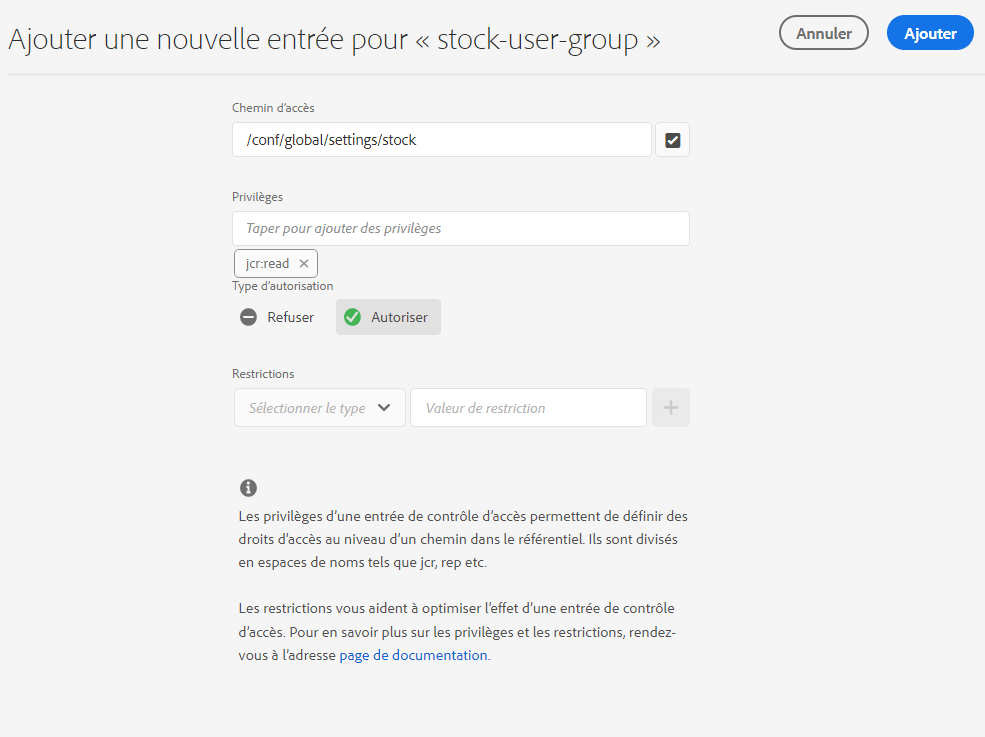 Ajouter une nouvelle entrée pour « stock-user-group »
Annuler
Ajouter
Chemin d’accès
/conf/global/settings/stock
Privilèges
Taper pour ajouter des privilèges
jcr:read
Type d’autorisation
Refuser
Autoriser
Restrictions
Sélectionner le type
Valeur de restriction
Les privilèges d’une entrée de contrôle d’accès permettent de définir des
droits d’accès au niveau d’un chemin dans le référentiel. Ils sont divisés
en espaces de noms tels que jcr, rep etc.
Les restrictions vous aident à optimiser l’effet d’une entrée de contrôle
d’accès. Pour en savoir plus sur les privilèges et les restrictions, rendez-
vous à l’adresse page de documentation.